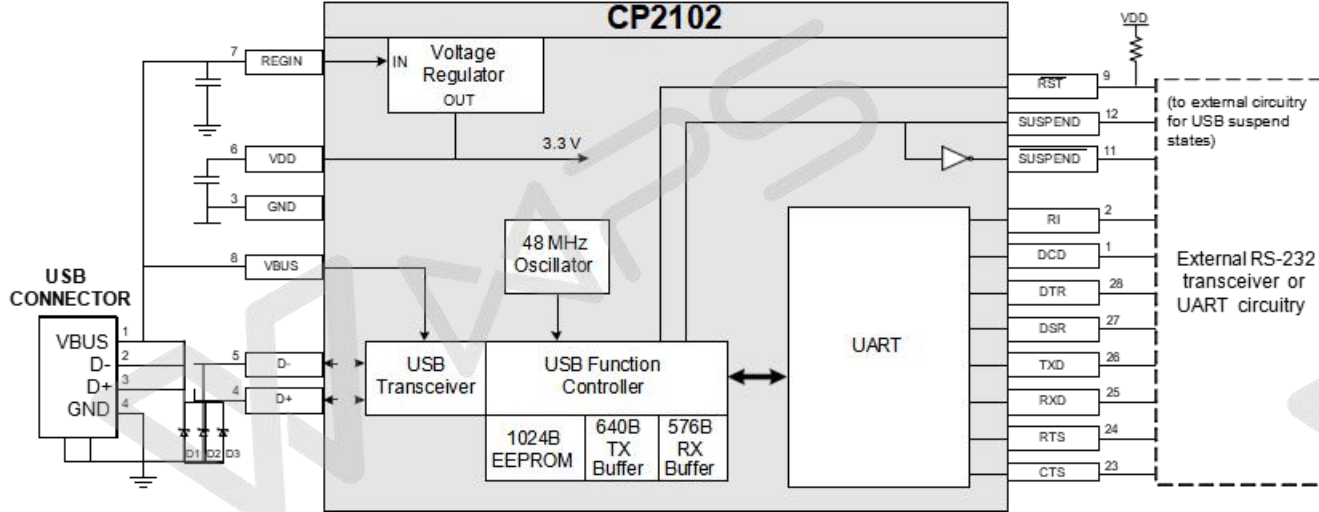 CP2102
7
REGIN
IN
Voltage
Regulator
OUT
VDD
9
RST
(to external circuitry
for USB suspend
states)
12
SUSPEND
11
SUSPEND
6
VDD
3.3 V
3
GND
8
VBUS
48 MHz
Oscillator
USB
CONNECTOR
VBUS
D-
D+
GND
1
2
3
4
5
D-
4
D+
D1
D2
D3
USB
Transceiver
USB Function
Controller
1024B
EEPROM
640B
TX
Buffer
576B
RX
Buffer
UART
RI
2
DCD
1
DTR
28
DSR
27
TXD
26
RXD
25
RTS
24
CTS
23
External RS-232
transceiver or
UART circuitry
WAPS